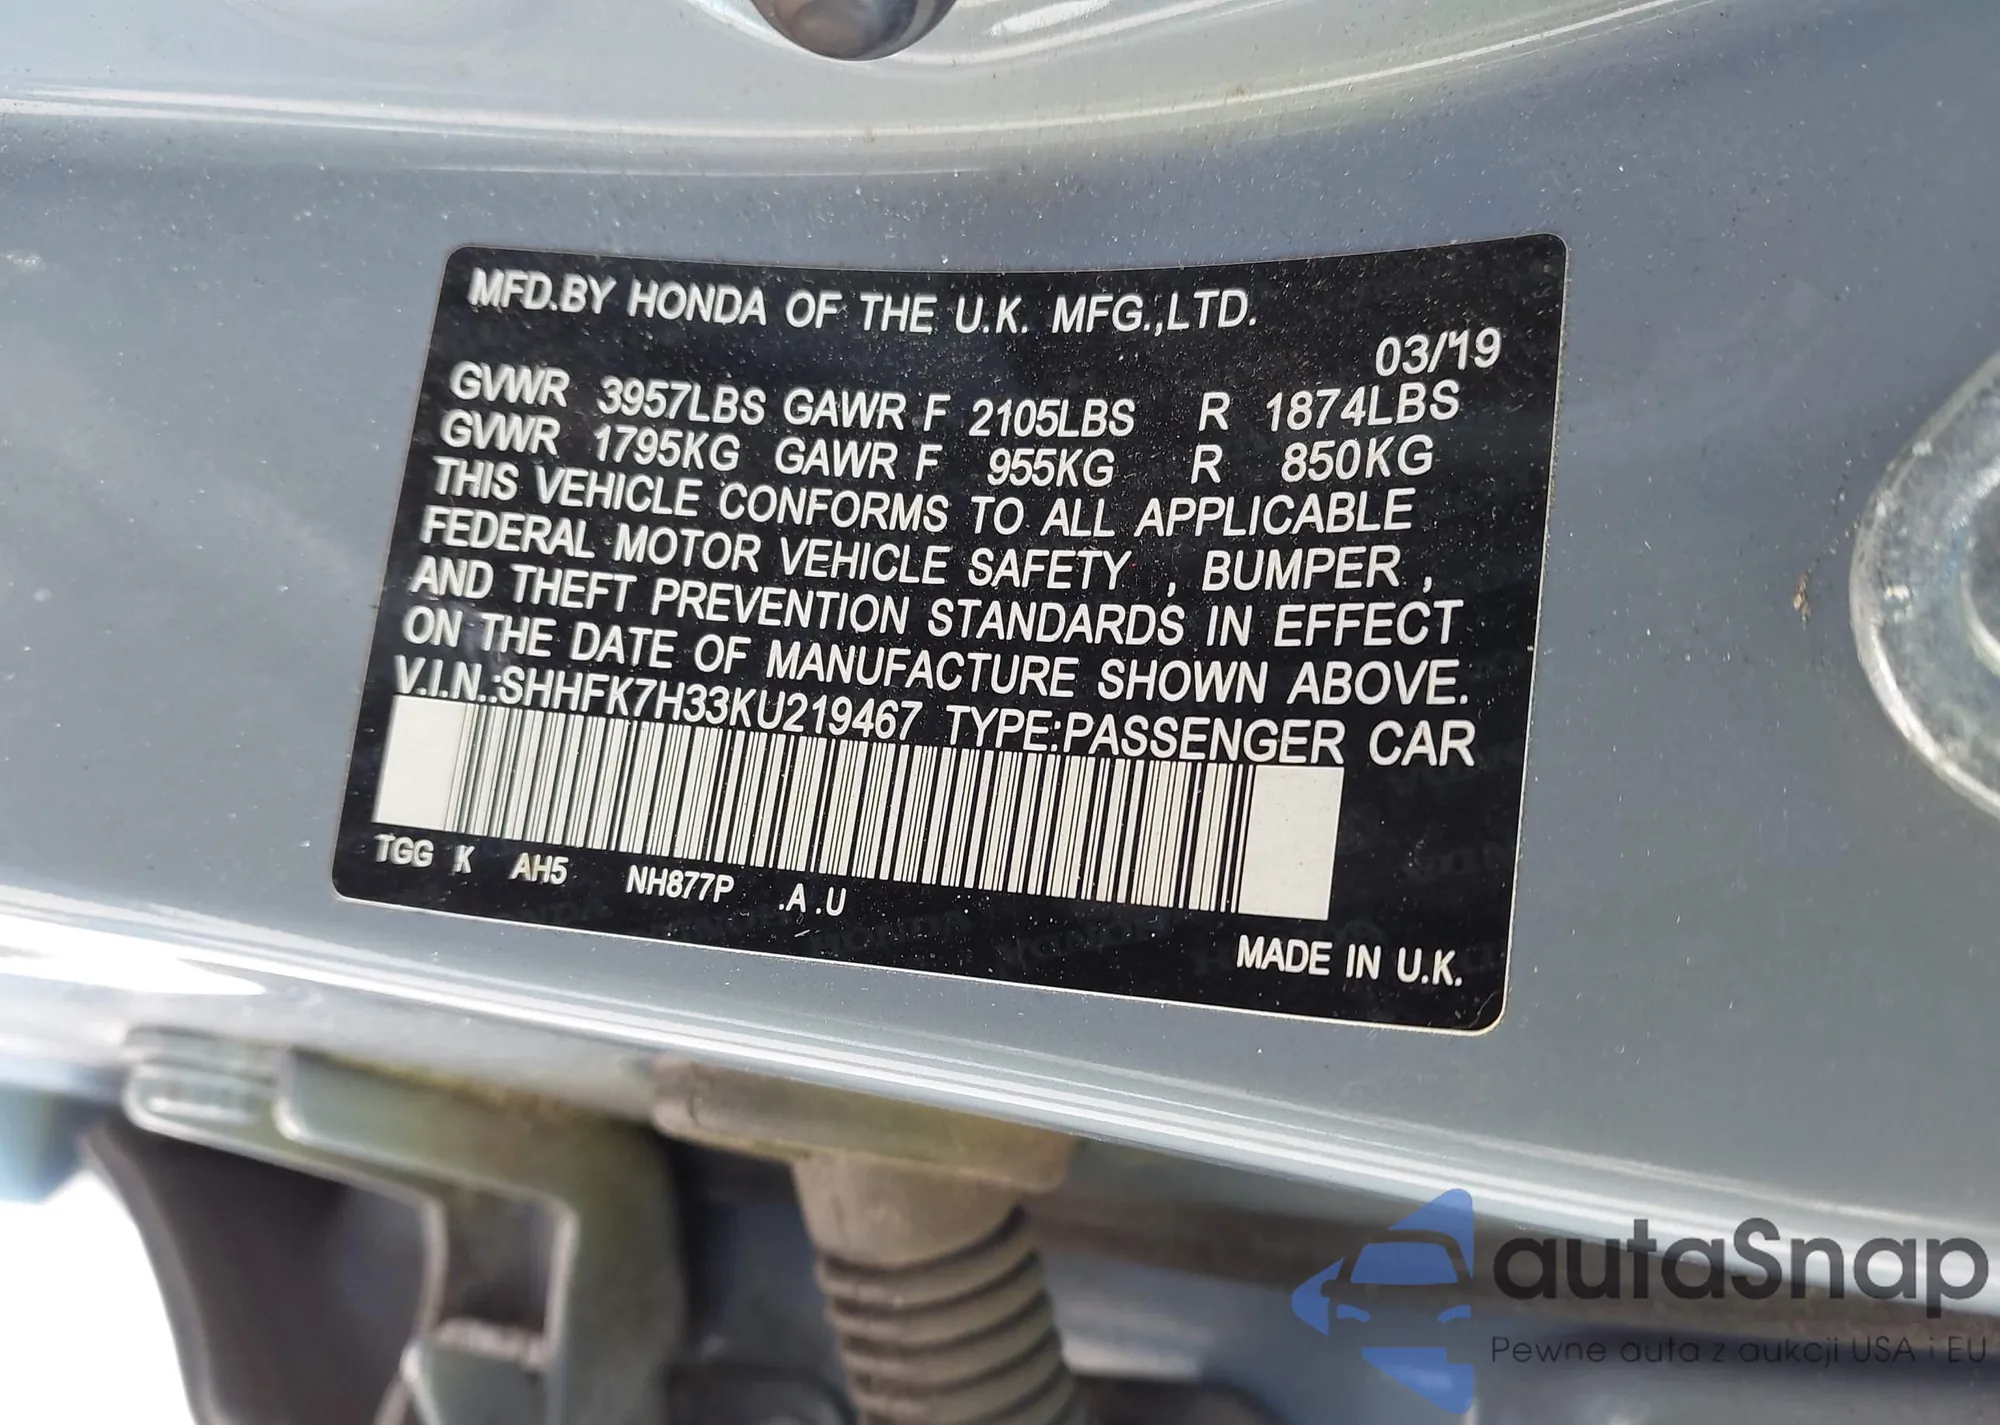 MFD.BY HONDA OF THE U.K. MFG.,LTD.
03/'19
GVWR 3957LBS GAWR F 2105LBS R 1874LBS
GVWR 1795KG GAWR F 955KG R 850KG
THIS VEHICLE CONFORMS TO ALL APPLICABLE
FEDERAL MOTOR VEHICLE SAFETY , BUMPER ,
AND THEFT PREVENTION STANDARDS IN EFFECT
ON THE DATE OF MANUFACTURE SHOWN ABOVE.
V.I.N.:SHHFK7H33KU219467 TYPE:PASSENGER CAR
TGG K AH5 NH877P .A .U
MADE IN U.K.
autaSnap
Pewne auta z aukcji USA i EU